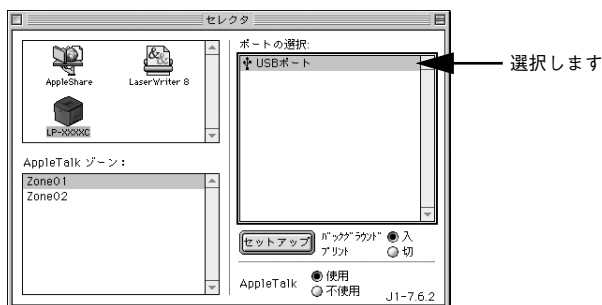 セレクタ
AppleShare
LaserWriter 8
LP-XXXXC
AppleTalk ゾーン：
Zone01
Zone02
ポートの選択:
USBポート
選択します
セットアップ
バックグラウンド
プリント
入
切
AppleTalk
使用
不使用
J1-7.6.2